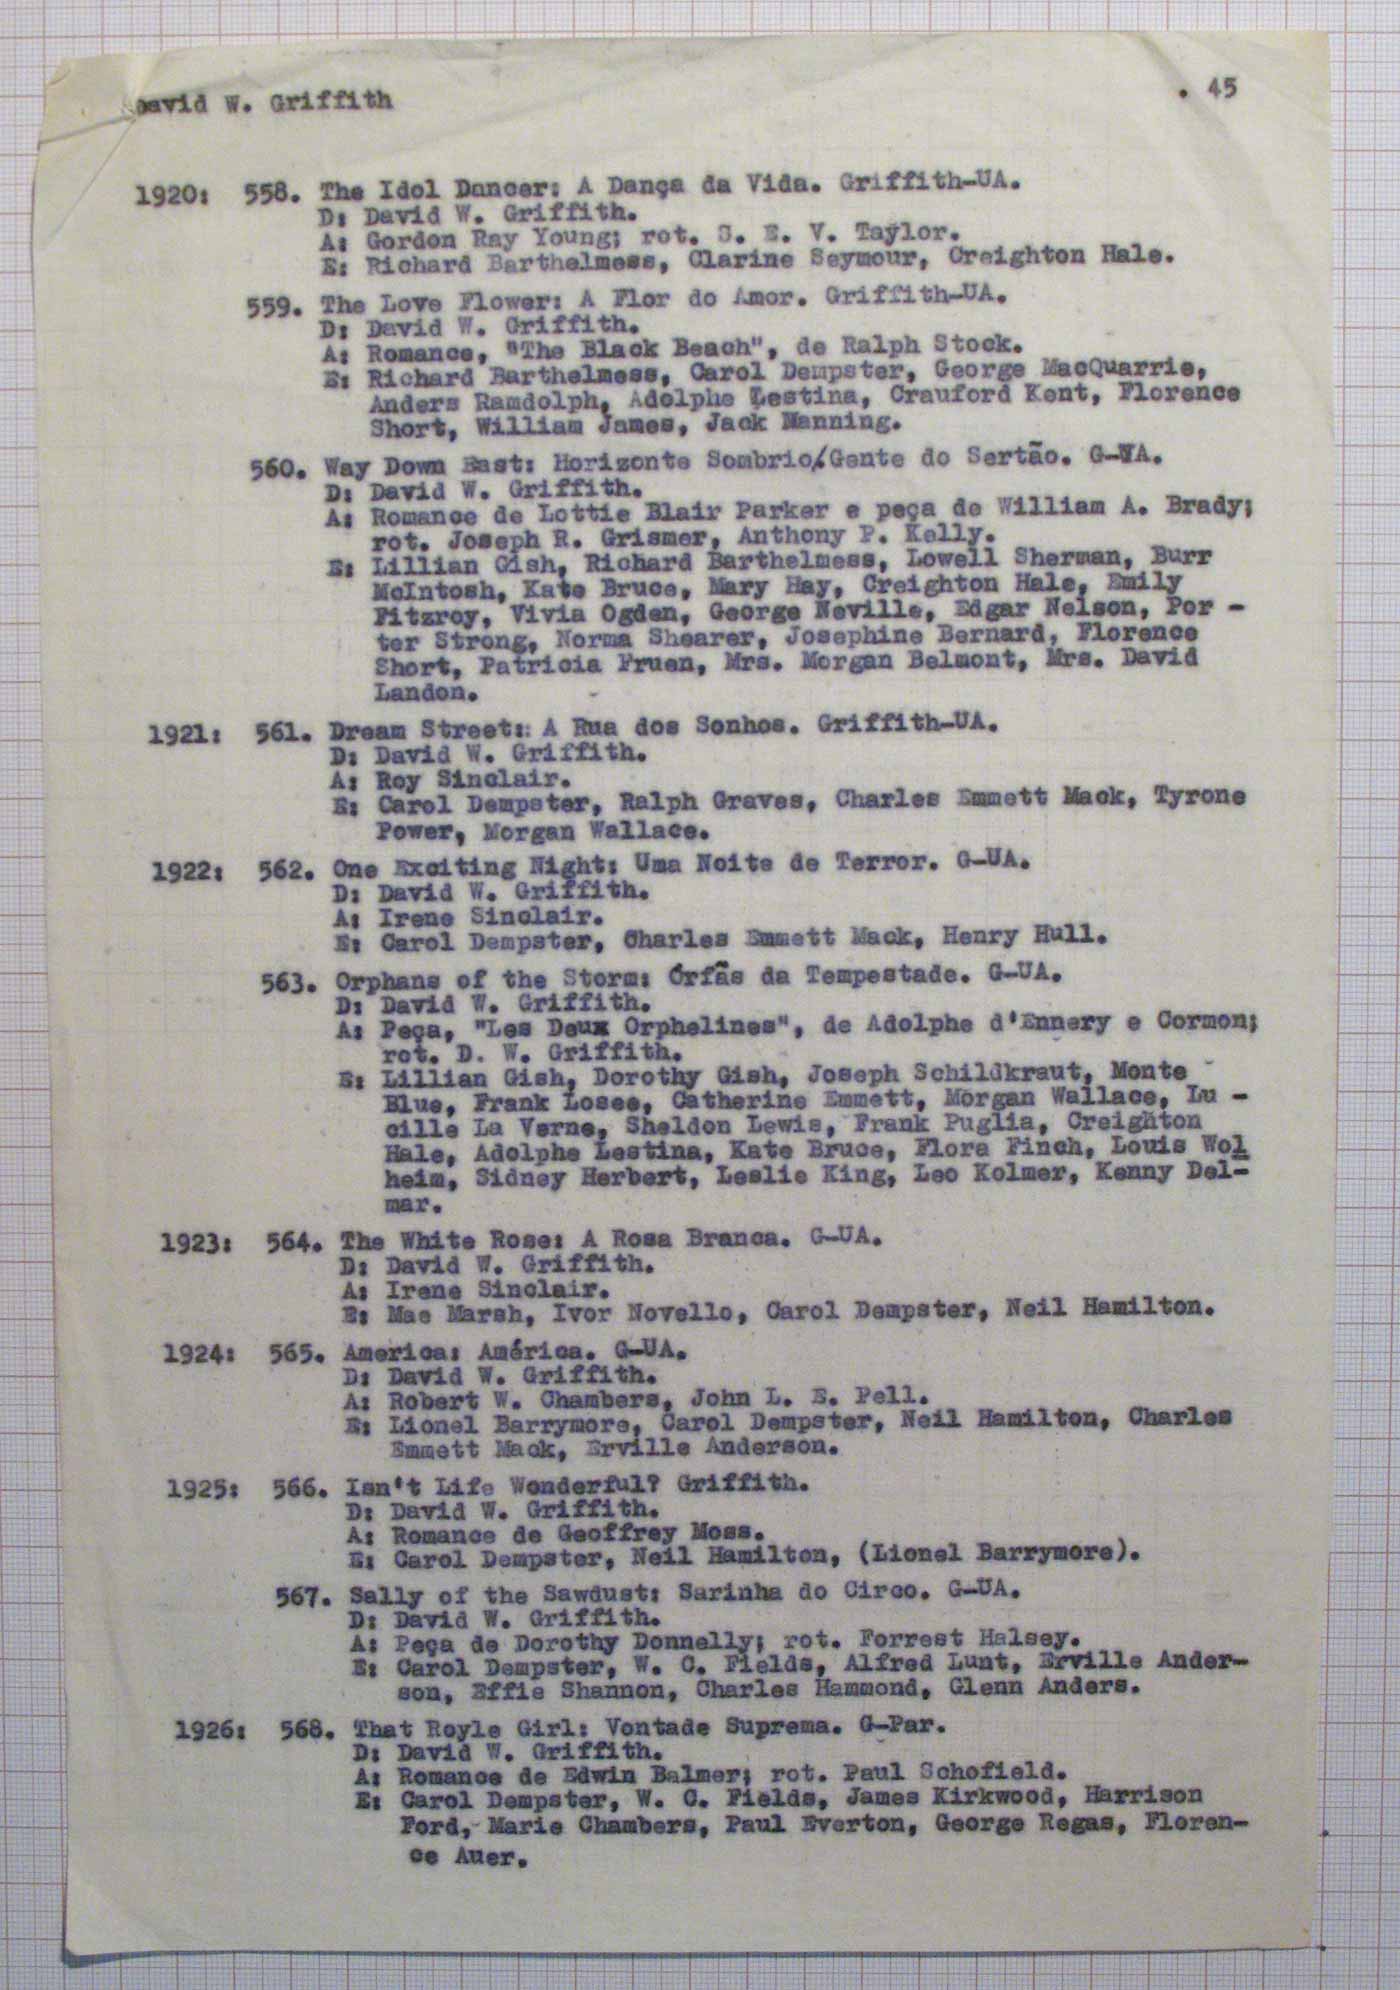 David W. Griffith
. 45
1920: 558. The Idol Dancer: A Dança da Vida. Griffith-UA.
D: David W. Griffith.
A: Gordon Ray Young; rot. S. E. V. Taylor.
E: Richard Barthelmess, Clarine Seymour, Creighton Hale.
559. The Love Flower: A Flor do Amor. Griffith-UA.
D: David W. Griffith.
A: Romance, "The Black Beach", de Ralph Stock.
E: Richard Barthelmess, Carol Dempster, George MacQuarrie,
Anders Ramdolph, Adolphe Lestina, Crauford Kent, Florence
Short, William James, Jack Manning.
560. Way Down East: Horizonte Sombrio/Gente do Sertão. G-UA.
D: David W. Griffith.
A: Romance de Lottie Blair Parker e peça de William A. Brady;
rot. Joseph R. Grismer, Anthony P. Kelly.
E: Lillian Gish, Richard Barthelmess, Lowell Sherman, Burr
McIntosh, Kate Bruce, Mary Hay, Creighton Hale, Emily
Fitzroy, Vivia Ogden, George Neville, Edgar Nelson, Por -
ter Strong, Norma Shearer, Josephine Bernard, Florence
Short, Patricia Fruen, Mrs. Morgan Belmont, Mrs. David
Landon.
1921: 561. Dream Street: A Rua dos Sonhos. Griffith-UA.
D: David W. Griffith.
A: Roy Sinclair.
E: Carol Dempster, Ralph Graves, Charles Emmett Mack, Tyrone
Power, Morgan Wallace.
1922: 562. One Exciting Night: Uma Noite de Terror. G-UA.
D: David W. Griffith.
A: Irene Sinclair.
E: Carol Dempster, Charles Emmett Mack, Henry Hull.
563. Orphans of the Storm: Órfãs da Tempestade. G-UA.
D: David W. Griffith.
A: Peça, "Les Deux Orphelines", de Adolphe d'Ennery e Cormon;
rot. D. W. Griffith.
E: Lillian Gish, Dorothy Gish, Joseph Schildkraut, Monte
Blue, Frank Losee, Catherine Emmett, Morgan Wallace, Lu -
cille La Verne, Sheldon Lewis, Frank Puglia, Creighton
Hale, Adolphe Lestina, Kate Bruce, Flora Finch, Louis Wol
heim, Sidney Herbert, Leslie King, Leo Kolmer, Kenny Del-
mar.
1923: 564. The White Rose: A Rosa Branca. G-UA.
D: David W. Griffith.
A: Irene Sinclair.
E: Mae Marsh, Ivor Novello, Carol Dempster, Neil Hamilton.
1924: 565. America: América. G-UA.
D: David W. Griffith.
A: Robert W. Chambers, John L. E. Pell.
E: Lionel Barrymore, Carol Dempster, Neil Hamilton, Charles
Emmett Mack, Erville Anderson.
1925: 566. Isn't Life Wonderful? Griffith.
D: David W. Griffith.
A: Romance de Geoffrey Moss.
E: Carol Dempster, Neil Hamilton, (Lionel Barrymore).
567. Sally of the Sawdust: Sarinha do Circo. G-UA.
D: David W. Griffith.
A: Peça de Dorothy Donnelly; rot. Forrest Halsey.
E: Carol Dempster, W. C. Fields, Alfred Lunt, Erville Ander-
son, Effie Shannon, Charles Hammond, Glenn Anders.
1926: 568. That Royle Girl: Vontade Suprema. G-Par.
D: David W. Griffith.
A: Romance de Edwin Balmer; rot. Paul Schofield.
E: Carol Dempster, W. C. Fields, James Kirkwood, Harrison
Ford, Marie Chambers, Paul Everton, George Regas, Floren-
ce Auer.